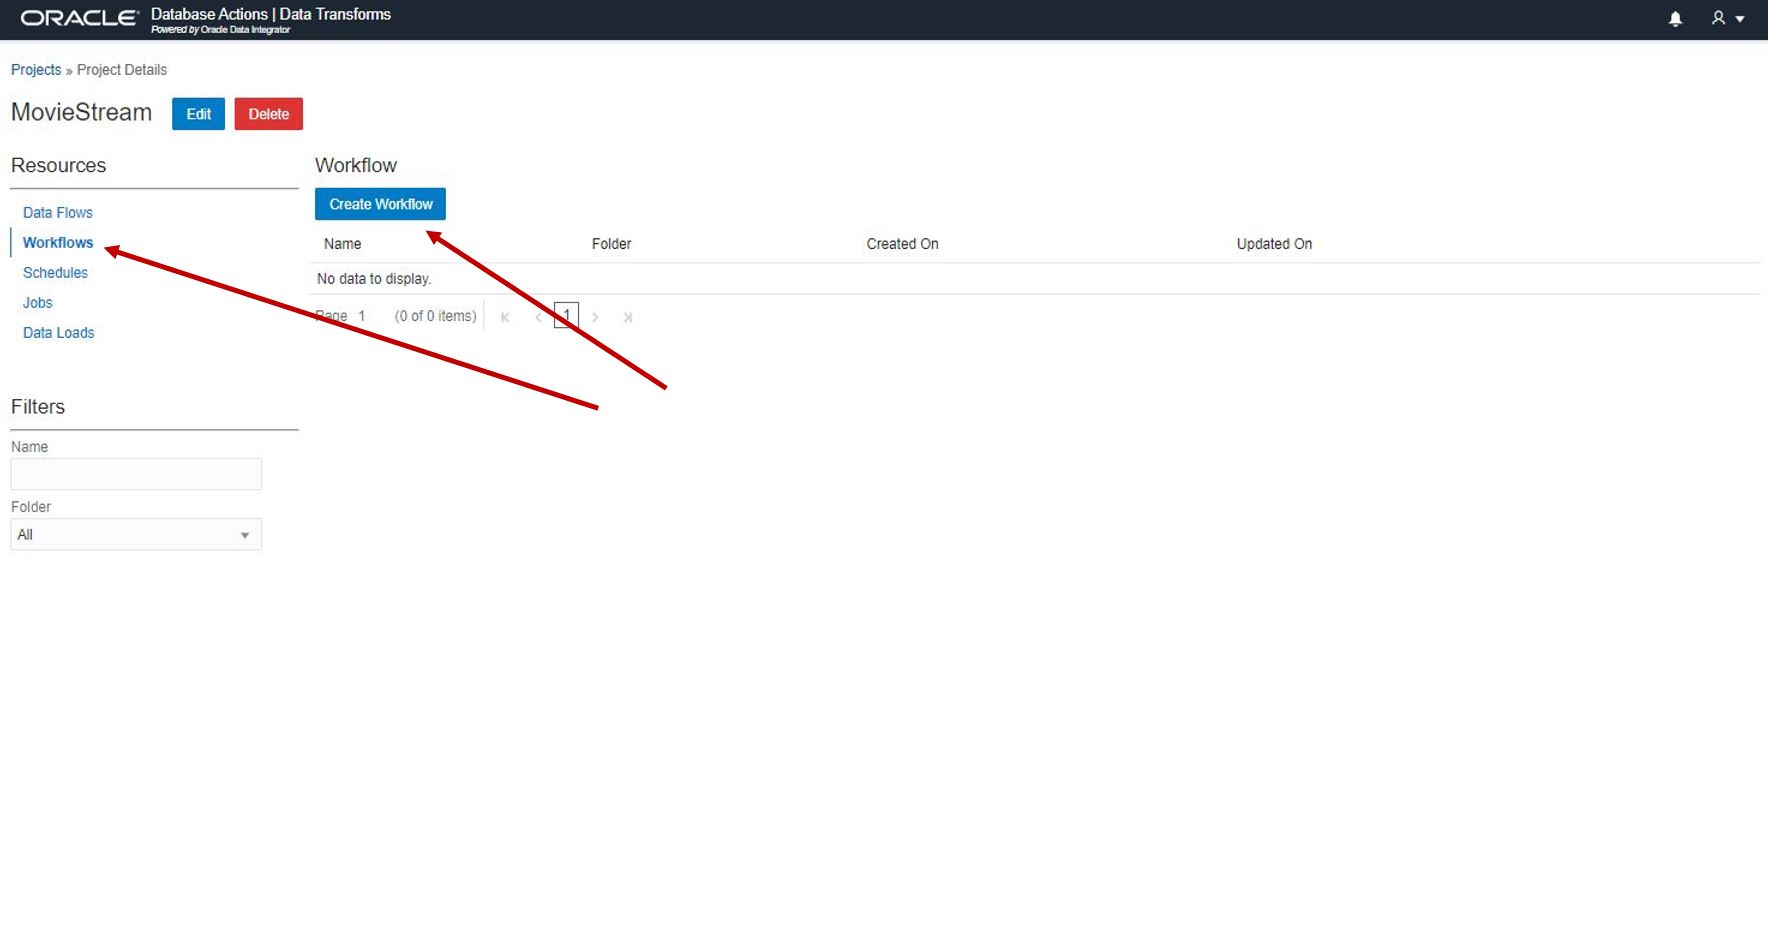 ORACLE Database Actions | Data Transforms
Powered by Oracle Data Integrator
Projects » Project Details
MovieStream Edit Delete
Resources
Data Flows
Workflows
Schedules
Jobs
Data Loads
Filters
Name
Folder
All
Workflow
Create Workflow
Name Folder Created On Updated On
No data to display.
Page 1 (0 of 0 items) 1